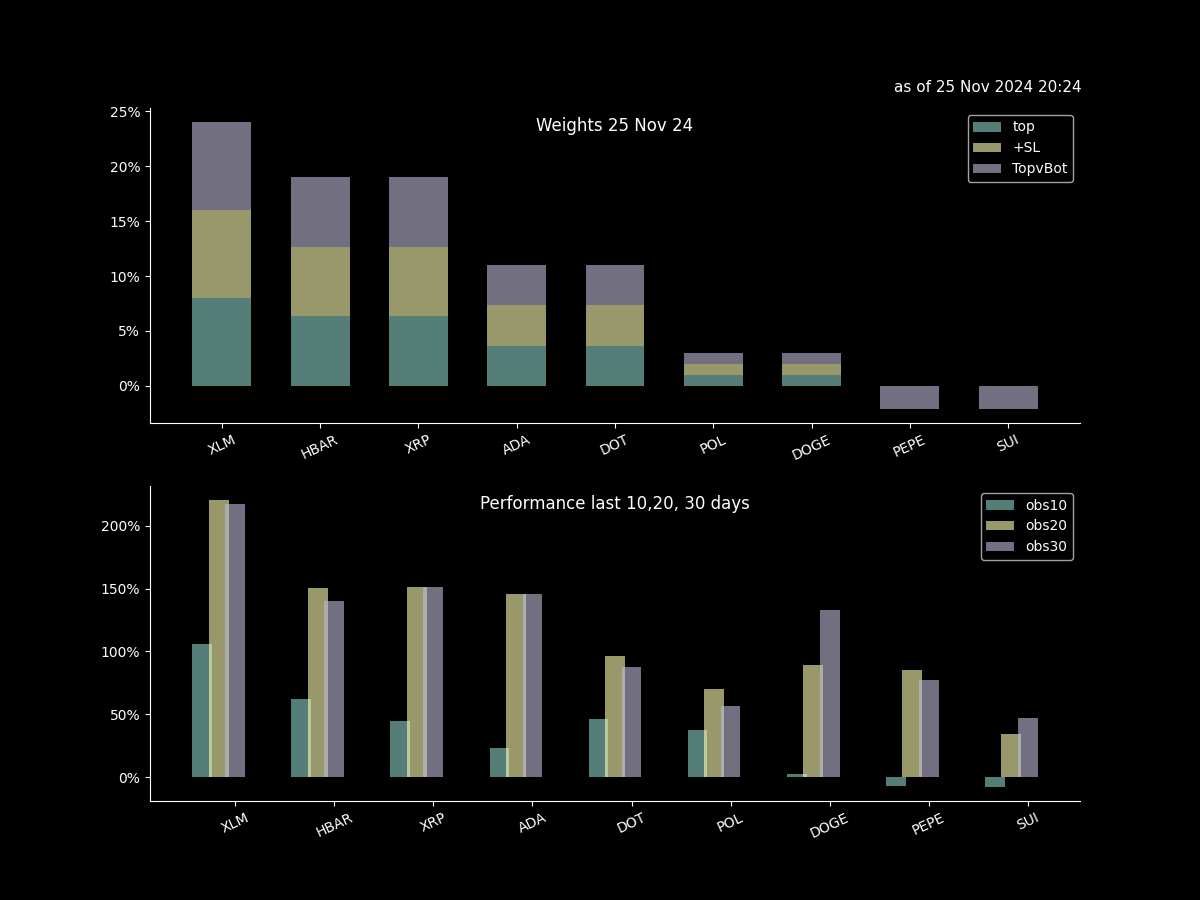 as of 25 Nov 2024 20:24
Weights 25 Nov 24
top
+SL
TopvBot
25%
20%
15%
10%
5%
0%
XLM HBAR XRP ADA DOT POL DOGE PEPE SUI
Performance last 10,20, 30 days
obs10
obs20
obs30
200%
150%
100%
50%
0%
XLM HBAR XRP ADA DOT POL DOGE PEPE SUI